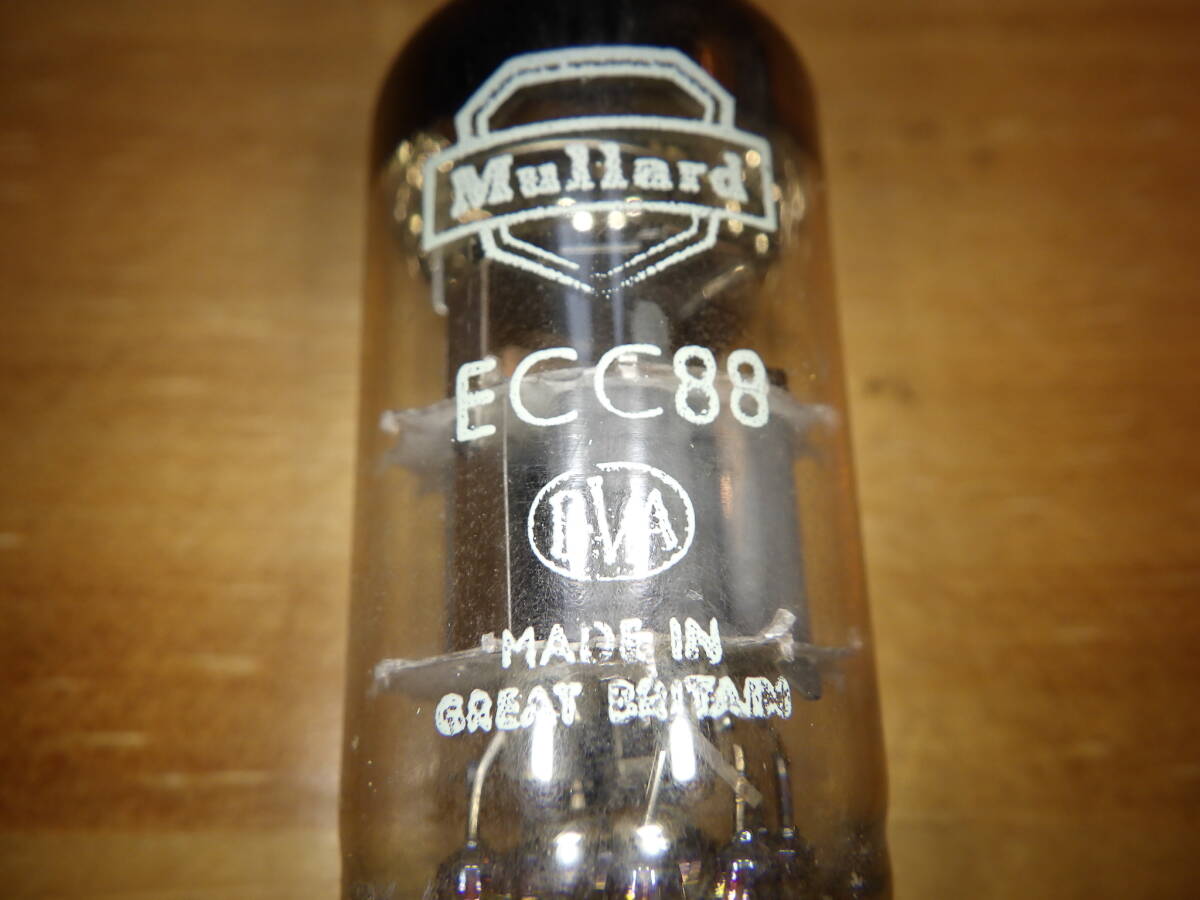 Mullard
ECC88
BVA
MADE IN
GREAT BRITAIN